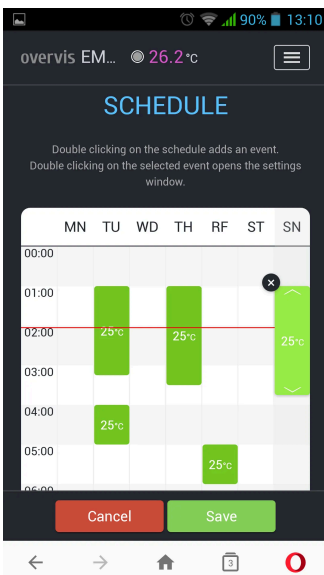 90% 13:10
overvis EM... 26.2°C
SCHEDULE
Double clicking on the schedule adds an event.
Double clicking on the selected event opens the settings
window.
MN TU WD TH RF ST SN
00:00
01:00
02:00 25°C 25°C 25°C
03:00
04:00
25°C
05:00
25°C
06:00
Cancel Save
3